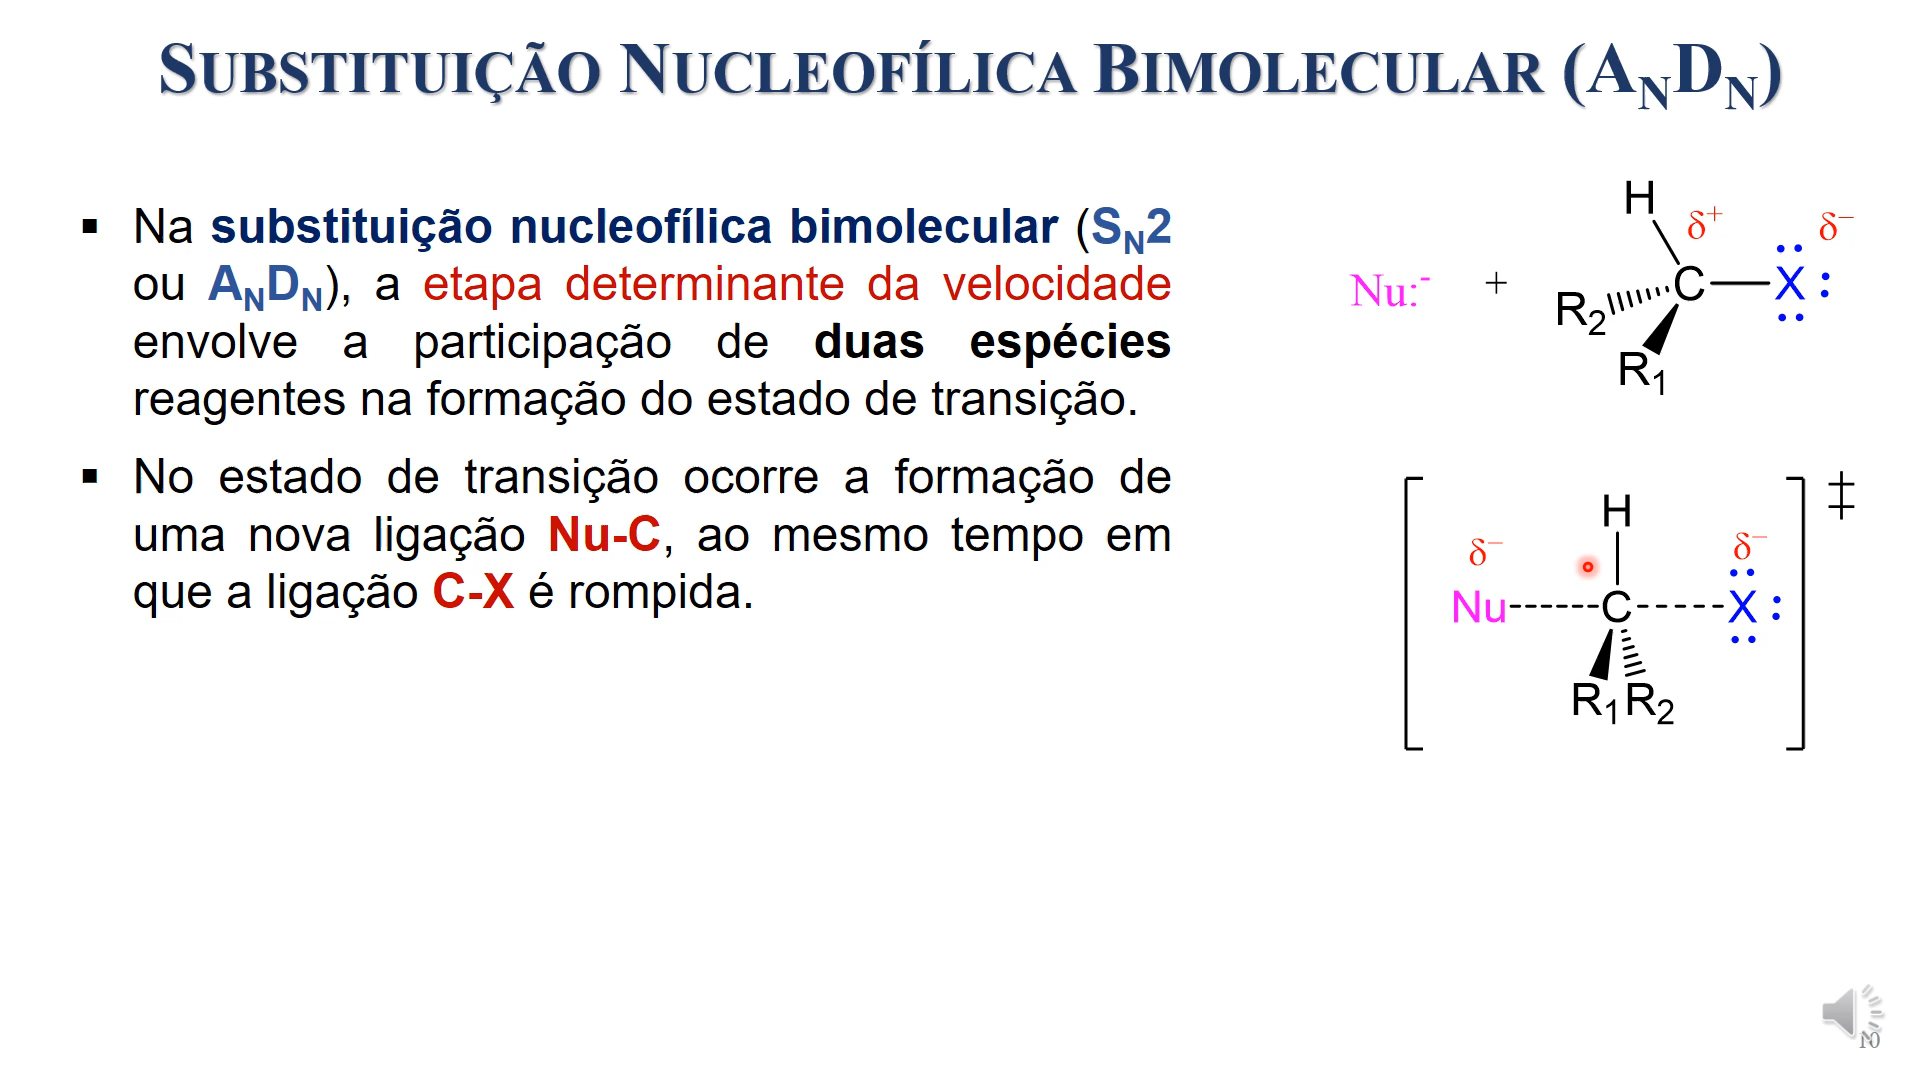 SUBSTITUIÇÃO NUCLEOFÍLICA BIMOLECULAR (AₙDₙ)
▪ Na substituição nucleofílica bimolecular (Sₙ2
ou AₙDₙ), a etapa determinante da velocidade
envolve a participação de duas espécies
reagentes na formação do estado de transição.
▪ No estado de transição ocorre a formação de
uma nova ligação Nu-C, ao mesmo tempo em
que a ligação C-X é rompida.
H
δ⁺ δ⁻
Nu:⁻ + C X
R₂
R₁
‡
H
δ⁻ δ⁻
Nu C X
R₁ R₂
10